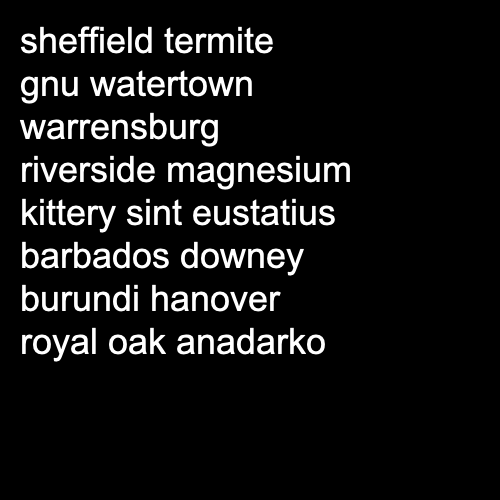 sheffield termite
gnu watertown
warrensburg
riverside magnesium
kittery sint eustatius
barbados downey
burundi hanover
royal oak anadarko